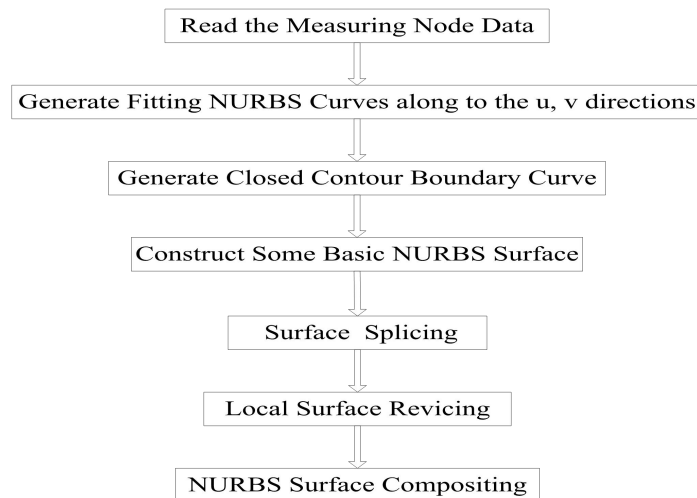 Read the Measuring Node Data
Generate Fitting NURBS Curves along to the u, v directions
Generate Closed Contour Boundary Curve
Construct Some Basic NURBS Surface
Surface Splicing
Local Surface Revicing
NURBS Surface Compositing